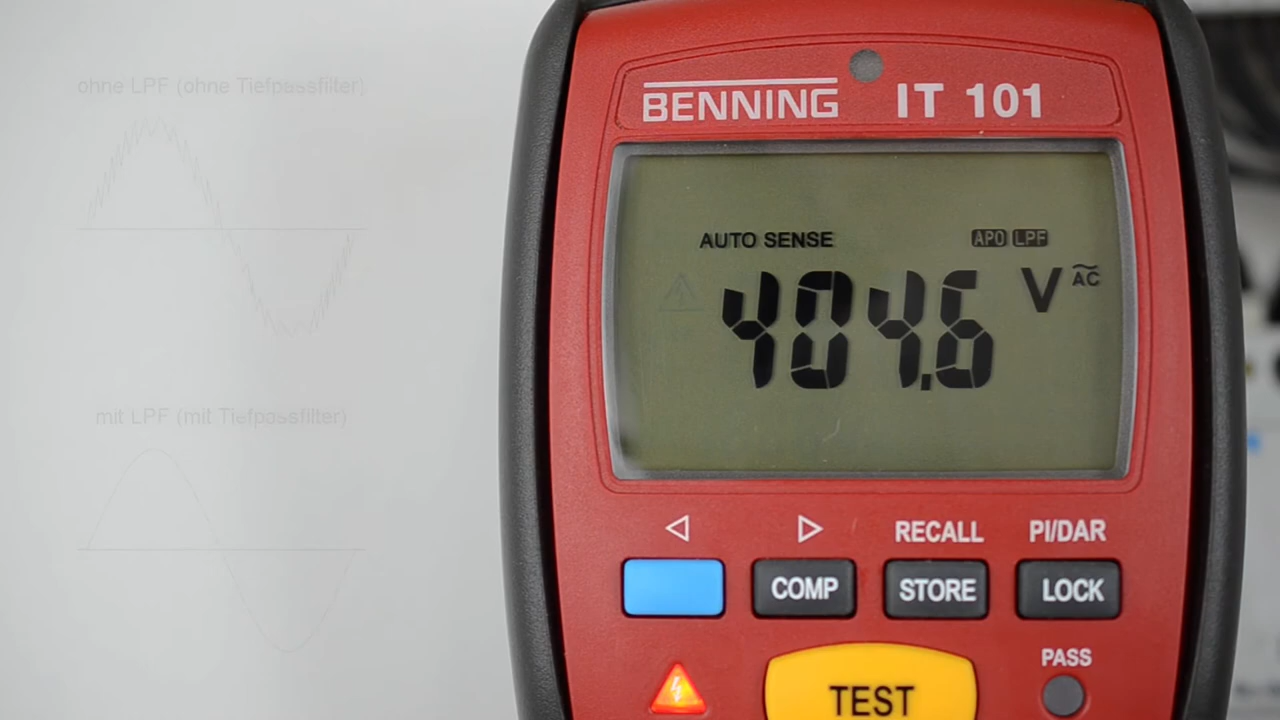 ohne LPF (ohne Tiefpassfilter)
mit LPF (mit Tiefpassfilter)
BENNING IT 101
AUTO SENSE APO LPF
404.6 V AC
RECALL PI/DAR
COMP STORE LOCK
PASS
TEST